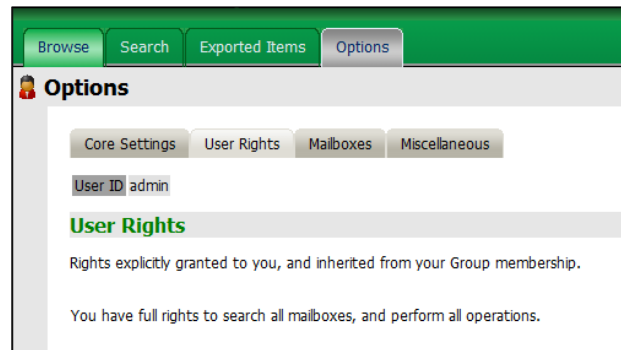 Browse Search Exported Items Options
Options
Core Settings User Rights Mailboxes Miscellaneous
User ID admin
User Rights
Rights explicitly granted to you, and inherited from your Group membership.
You have full rights to search all mailboxes, and perform all operations.